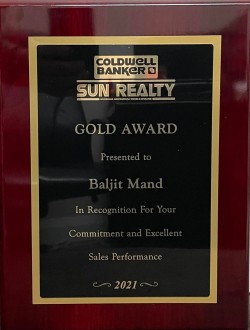 COLDWELL
BANKER
SUN REALTY
GOLD AWARD
Presented to
Baljit Mand
In Recognition For Your
Commitment and Excellent
Sales Performance
2021